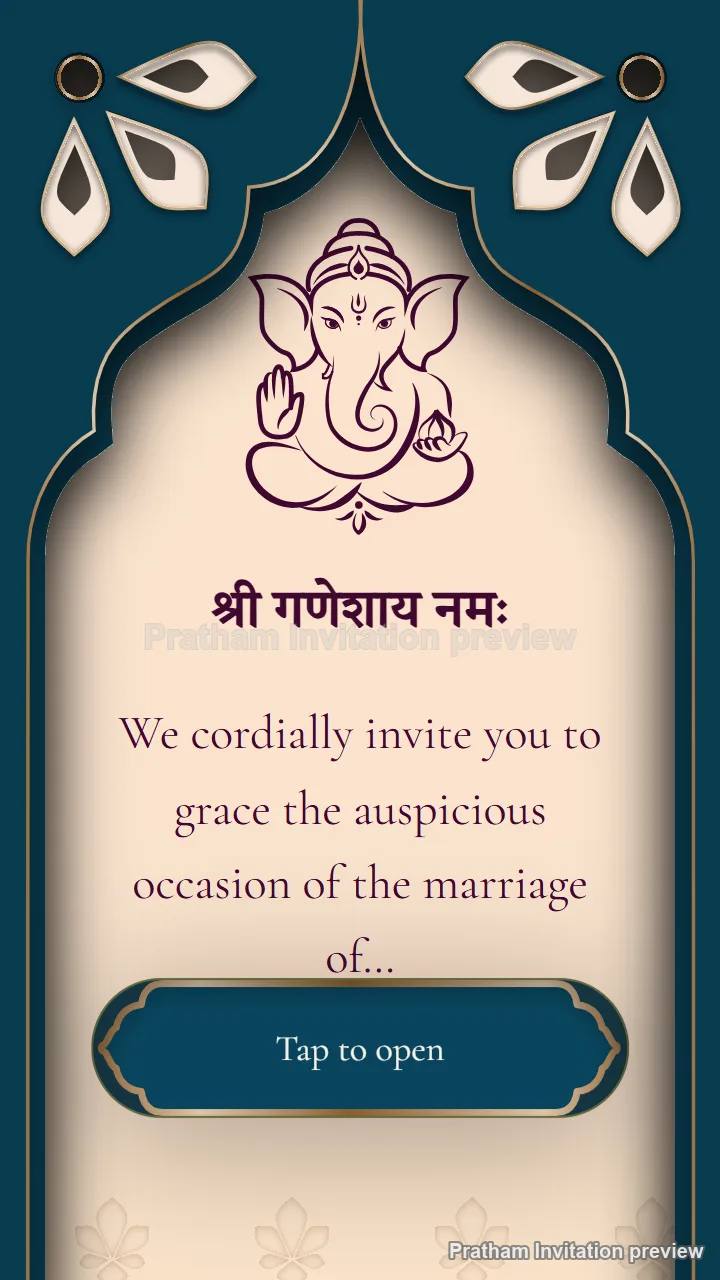 श्री गणेशाय नमः
Pratham Invitation preview
We cordially invite you to
grace the auspicious
occasion of the marriage
of...
Tap to open
Pratham Invitation preview